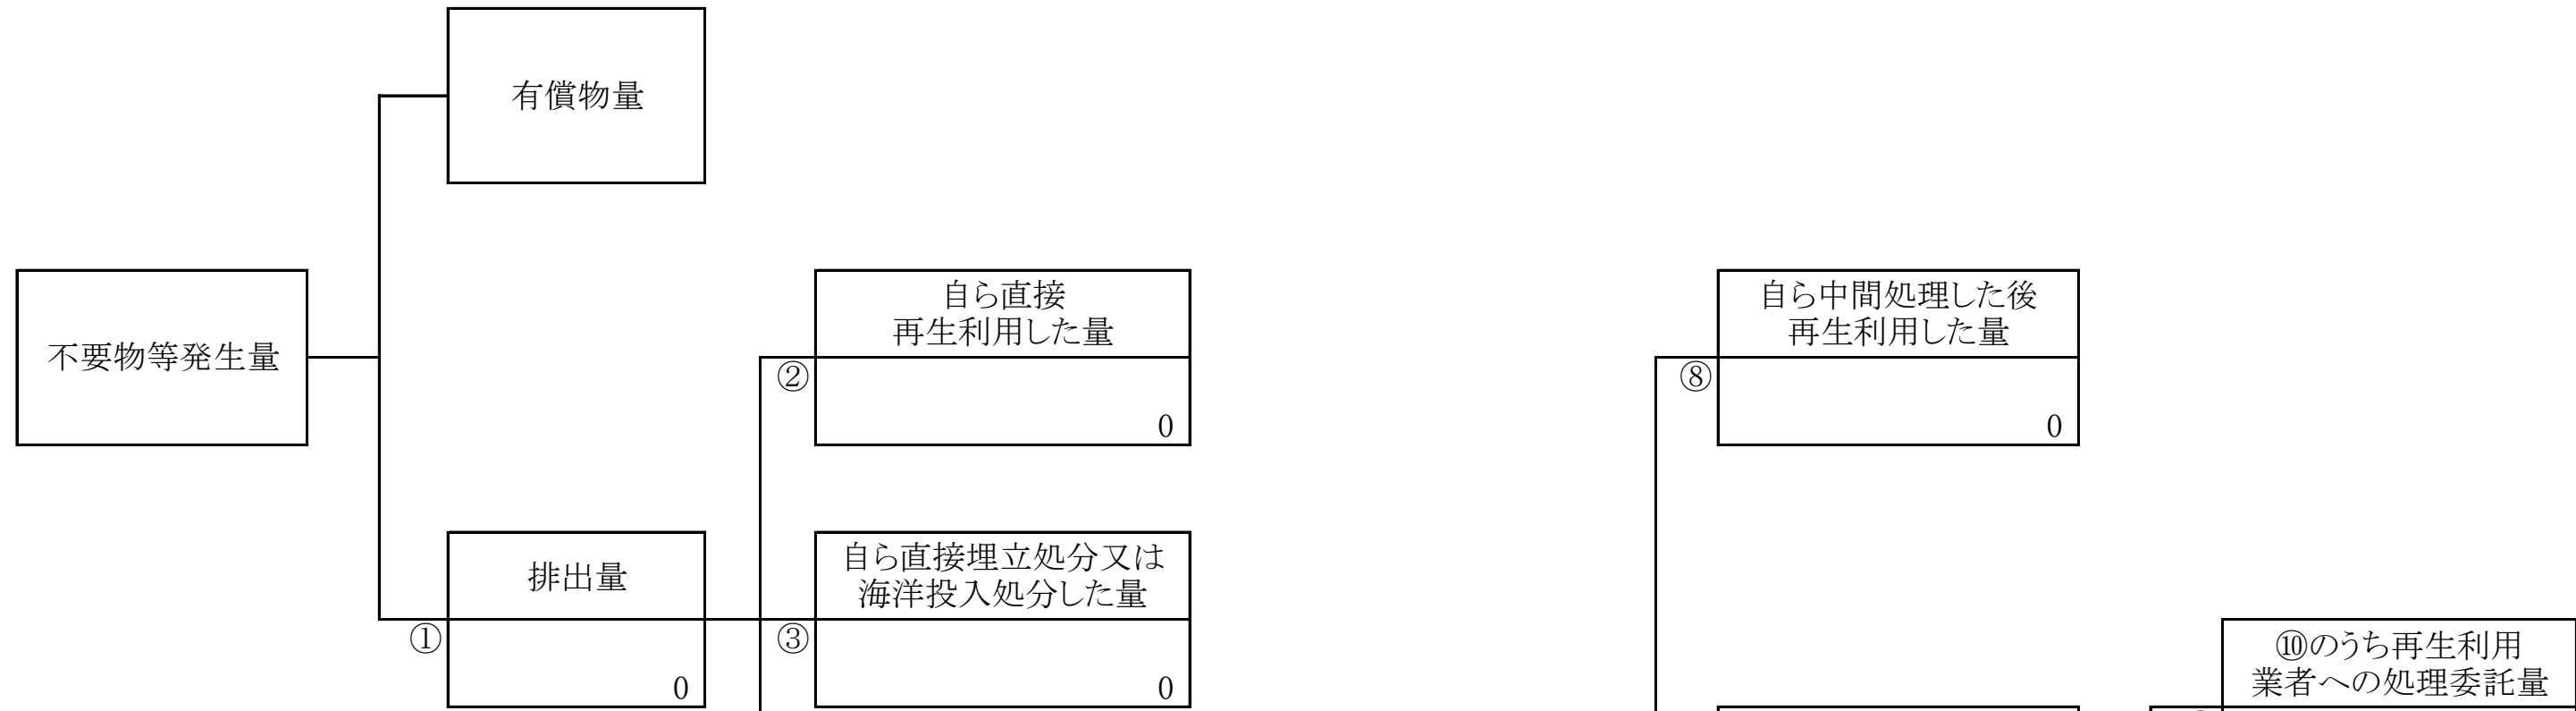 有償物量
不要物等発生量
自ら直接
再生利用した量
②
0
自ら中間処理した後
再生利用した量
⑧
0
排出量
①
0
自ら直接埋立処分又は
海洋投入処分した量
③
0
⑩のうち再生利用
業者への処理委託量